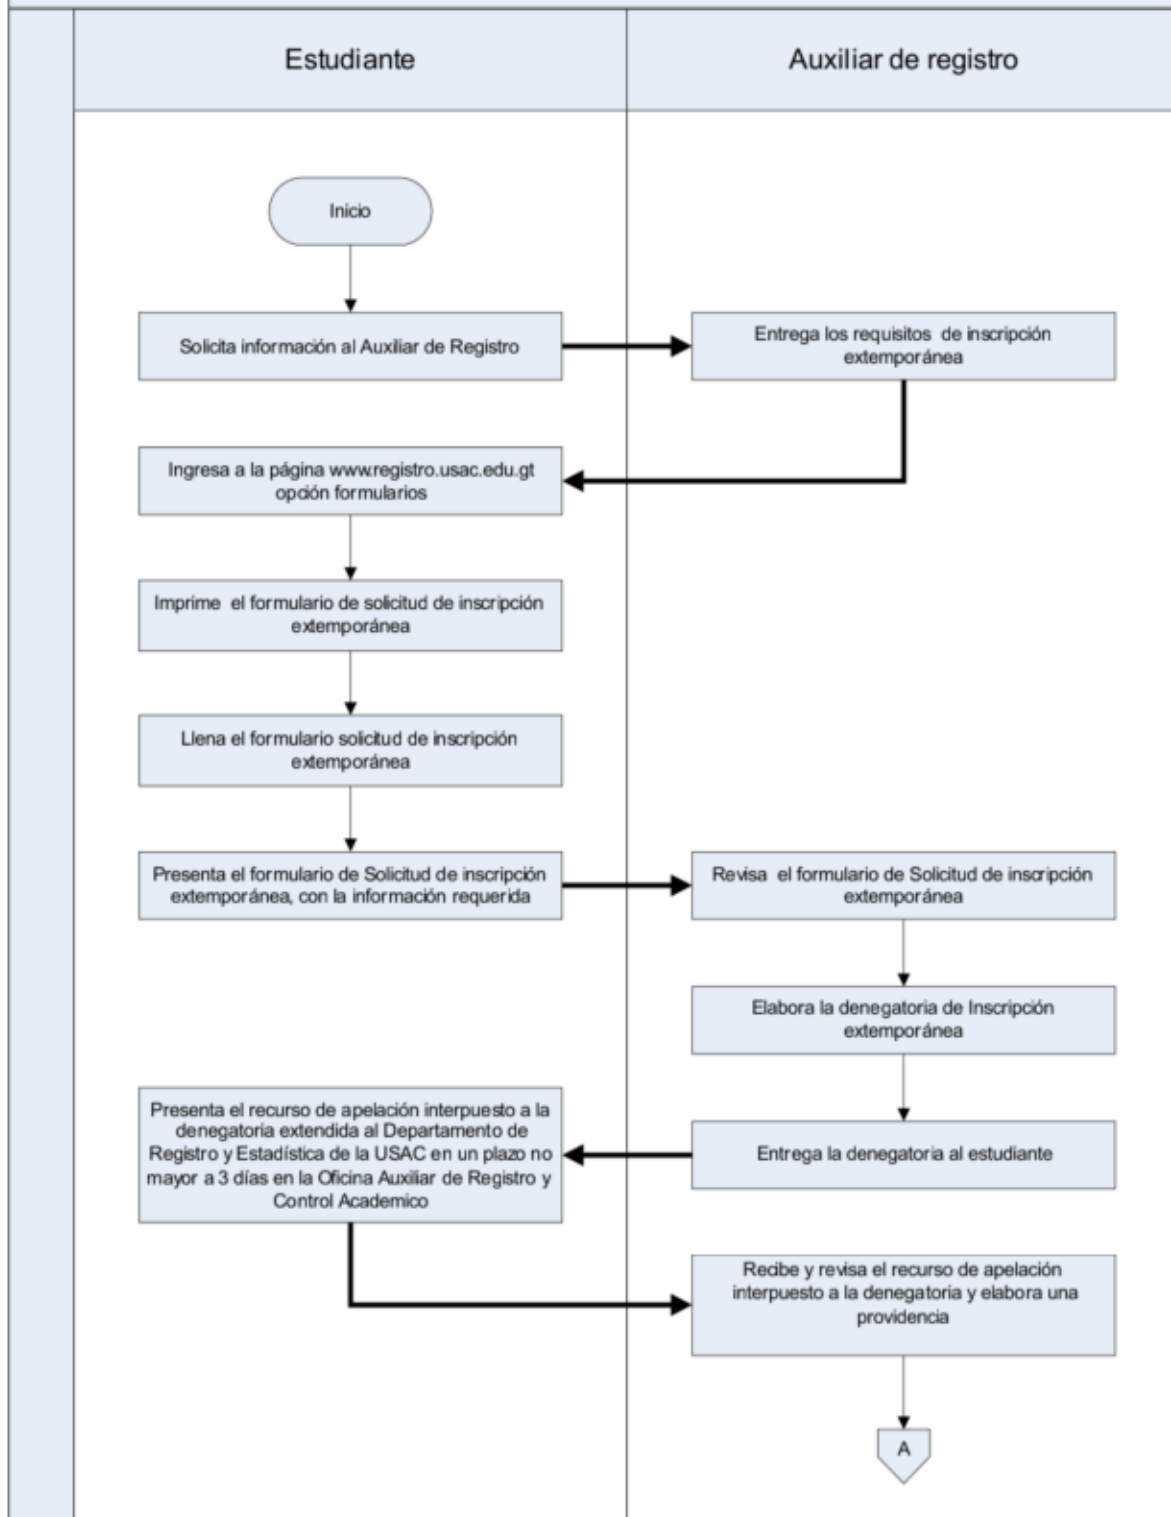 Estudiante
Auxiliar de registro
Inicio
Solicita información al Auxiliar de Registro
Entrega los requisitos de inscripción
extemporánea
Ingresa a la página www.registro.usac.edu.gt
opción formularios
Imprime el formulario de solicitud de inscripción
extemporánea
Llena el formulario solicitud de inscripción
extemporánea
Presenta el formulario de Solicitud de inscripción
extemporánea, con la información requerida
Revisa el formulario de Solicitud de inscripción
extemporánea
Elabora la denegatoria de Inscripción
extemporánea
Entrega la denegatoria al estudiante
Presenta el recurso de apelación interpuesto a la
denegatoria extendida al Departamento de
Registro y Estadística de la USAC en un plazo no
mayor a 3 días en la Oficina Auxiliar de Registro y
Control Academico
Recibe y revisa el recurso de apelación
interpuesto a la denegatoria y elabora una
providencia
A